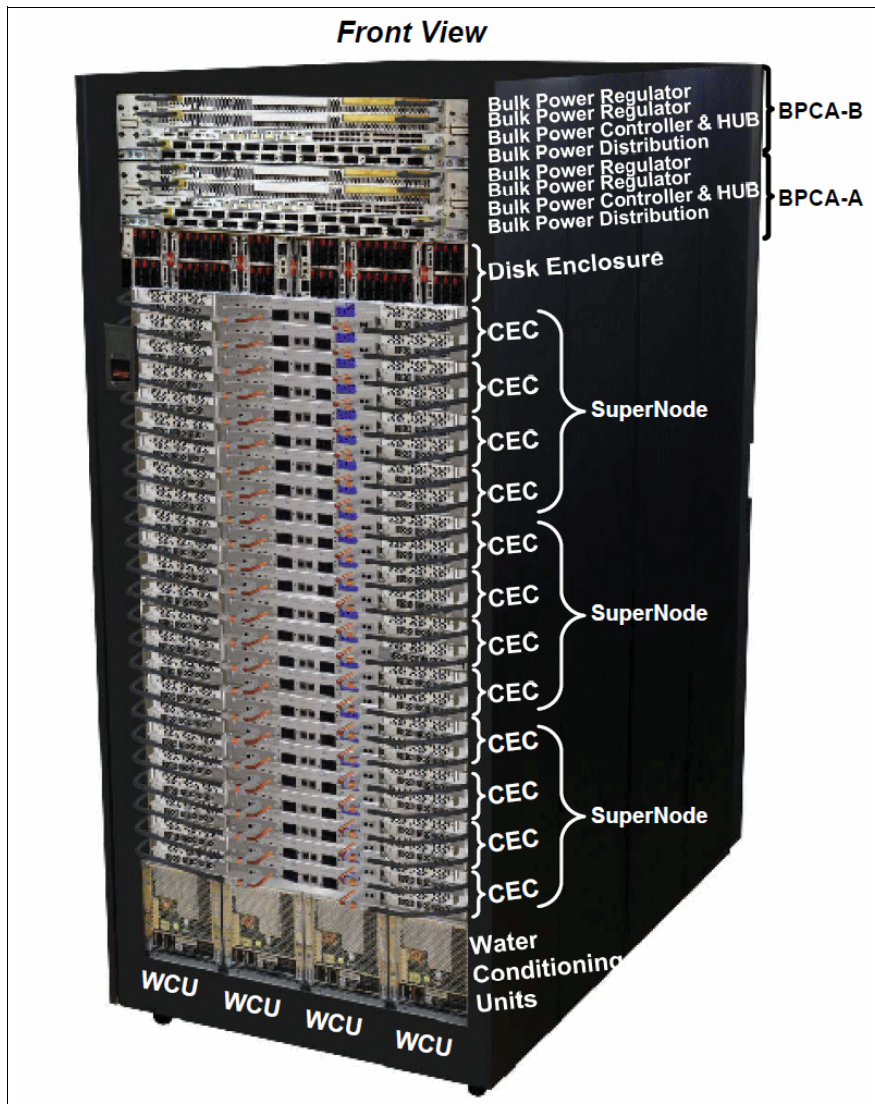 Front View
Bulk Power Regulator
Bulk Power Regulator
Bulk Power Controller & HUB
Bulk Power Distribution
BPCA-B
Bulk Power Regulator
Bulk Power Regulator
Bulk Power Controller & HUB
Bulk Power Distribution
BPCA-A
Disk Enclosure
CEC
CEC
CEC
CEC
SuperNode
CEC
CEC
CEC
CEC
SuperNode
CEC
CEC
CEC
CEC
SuperNode
Water
Conditioning
Units
WCU
WCU
WCU
WCU